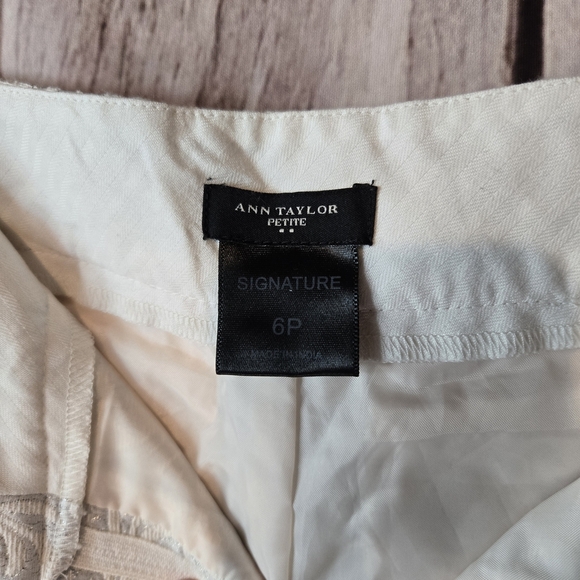 ANN TAYLOR
PETITE
SIGNATURE
6P
MADE IN INDIA